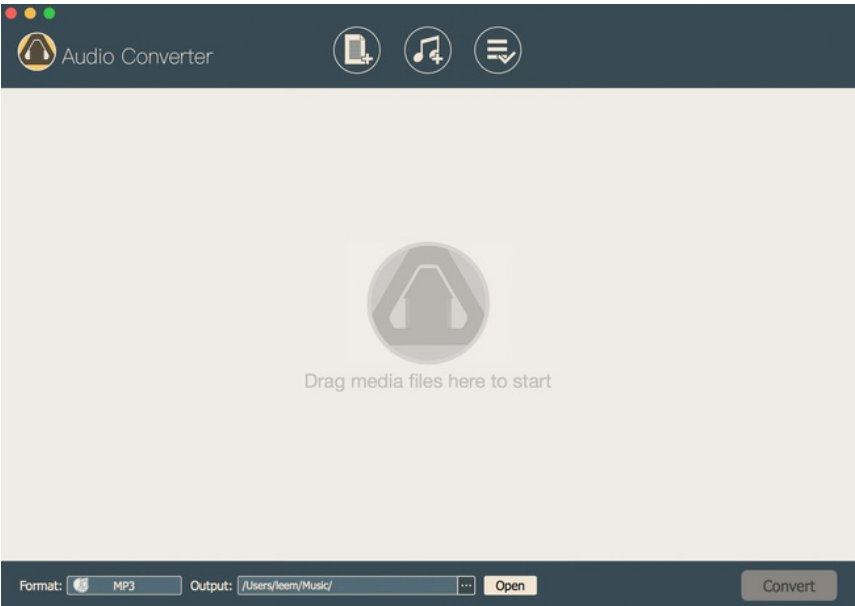 Audio Converter
Drag media files here to start
Format: MP3 Output: /Users/leem/Music/ ... Open Convert